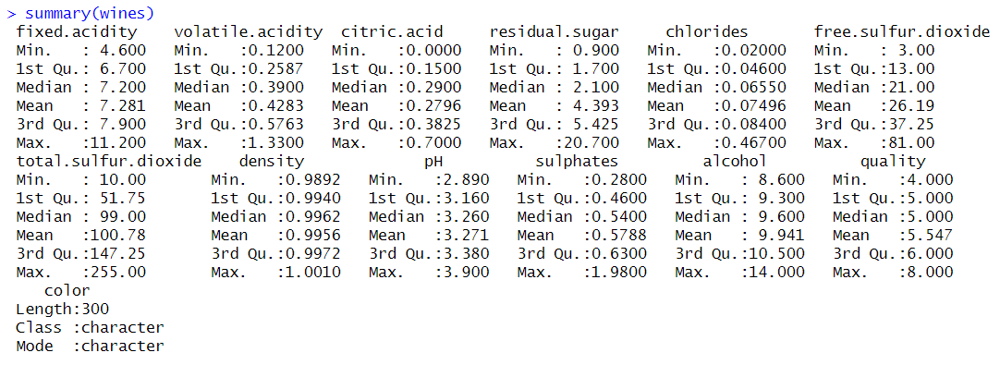 > summary(wines)
fixed.acidity volatile.acidity citric.acid residual.sugar chlorides free.sulfur.dioxide
Min. : 4.600 Min. :0.1200 Min. :0.0000 Min. : 0.900 Min. :0.02000 Min. : 3.00
1st Qu.: 6.700 1st Qu.:0.2587 1st Qu.:0.1500 1st Qu.: 1.700 1st Qu.:0.04600 1st Qu.:13.00
Median : 7.200 Median :0.3900 Median :0.2900 Median : 2.100 Median :0.06550 Median :21.00
Mean : 7.281 Mean :0.4283 Mean :0.2796 Mean : 4.393 Mean :0.07496 Mean :26.19
3rd Qu.: 7.900 3rd Qu.:0.5763 3rd Qu.:0.3825 3rd Qu.: 5.425 3rd Qu.:0.08400 3rd Qu.:37.25
Max. :11.200 Max. :1.3300 Max. :0.7000 Max. :20.700 Max. :0.46700 Max. :81.00
total.sulfur.dioxide density pH sulphates alcohol quality
Min. : 10.00 Min. :0.9892 Min. :2.890 Min. :0.2800 Min. : 8.600 Min. :4.000
1st Qu.: 51.75 1st Qu.:0.9940 1st Qu.:3.160 1st Qu.:0.4600 1st Qu.: 9.300 1st Qu.:5.000
Median : 99.00 Median :0.9962 Median :3.260 Median :0.5400 Median : 9.600 Median :5.000
Mean :100.78 Mean :0.9956 Mean :3.271 Mean :0.5788 Mean : 9.941 Mean :5.547
3rd Qu.:147.25 3rd Qu.:0.9972 3rd Qu.:3.380 3rd Qu.:0.6300 3rd Qu.:10.500 3rd Qu.:6.000
Max. :255.00 Max. :1.0010 Max. :3.900 Max. :1.9800 Max. :14.000 Max. :8.000
color
Length:300
Class :character
Mode :character